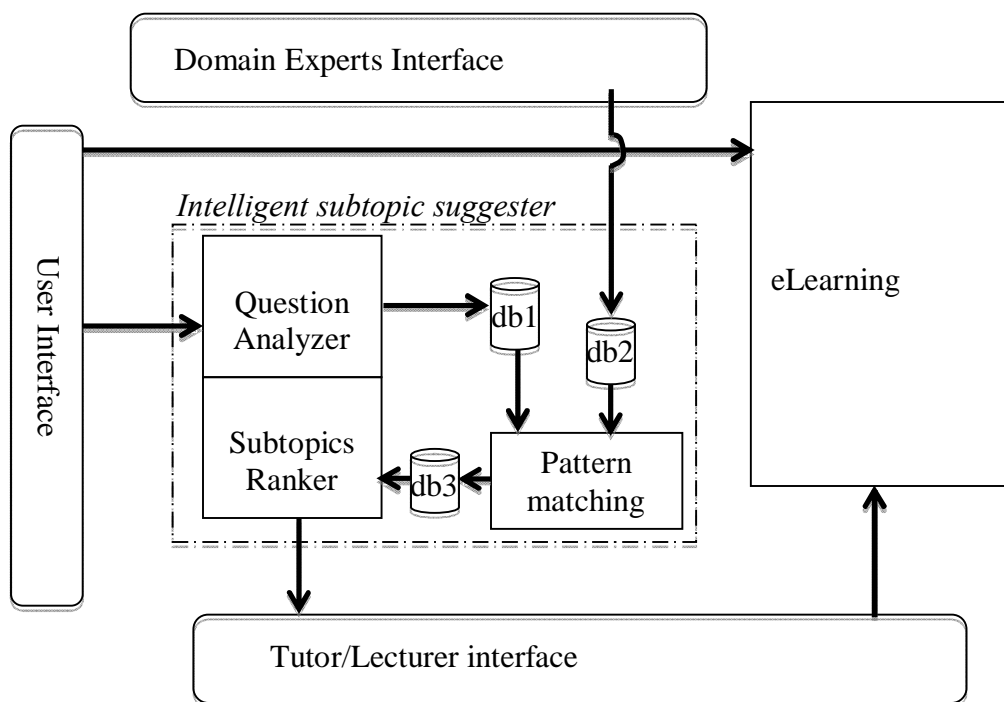 Domain Experts Interface
User Interface
Intelligent subtopic suggester
Question
Analyzer
db1
db2
eLearning
Subtopics
Ranker
db3
Pattern
matching
Tutor/Lecturer interface